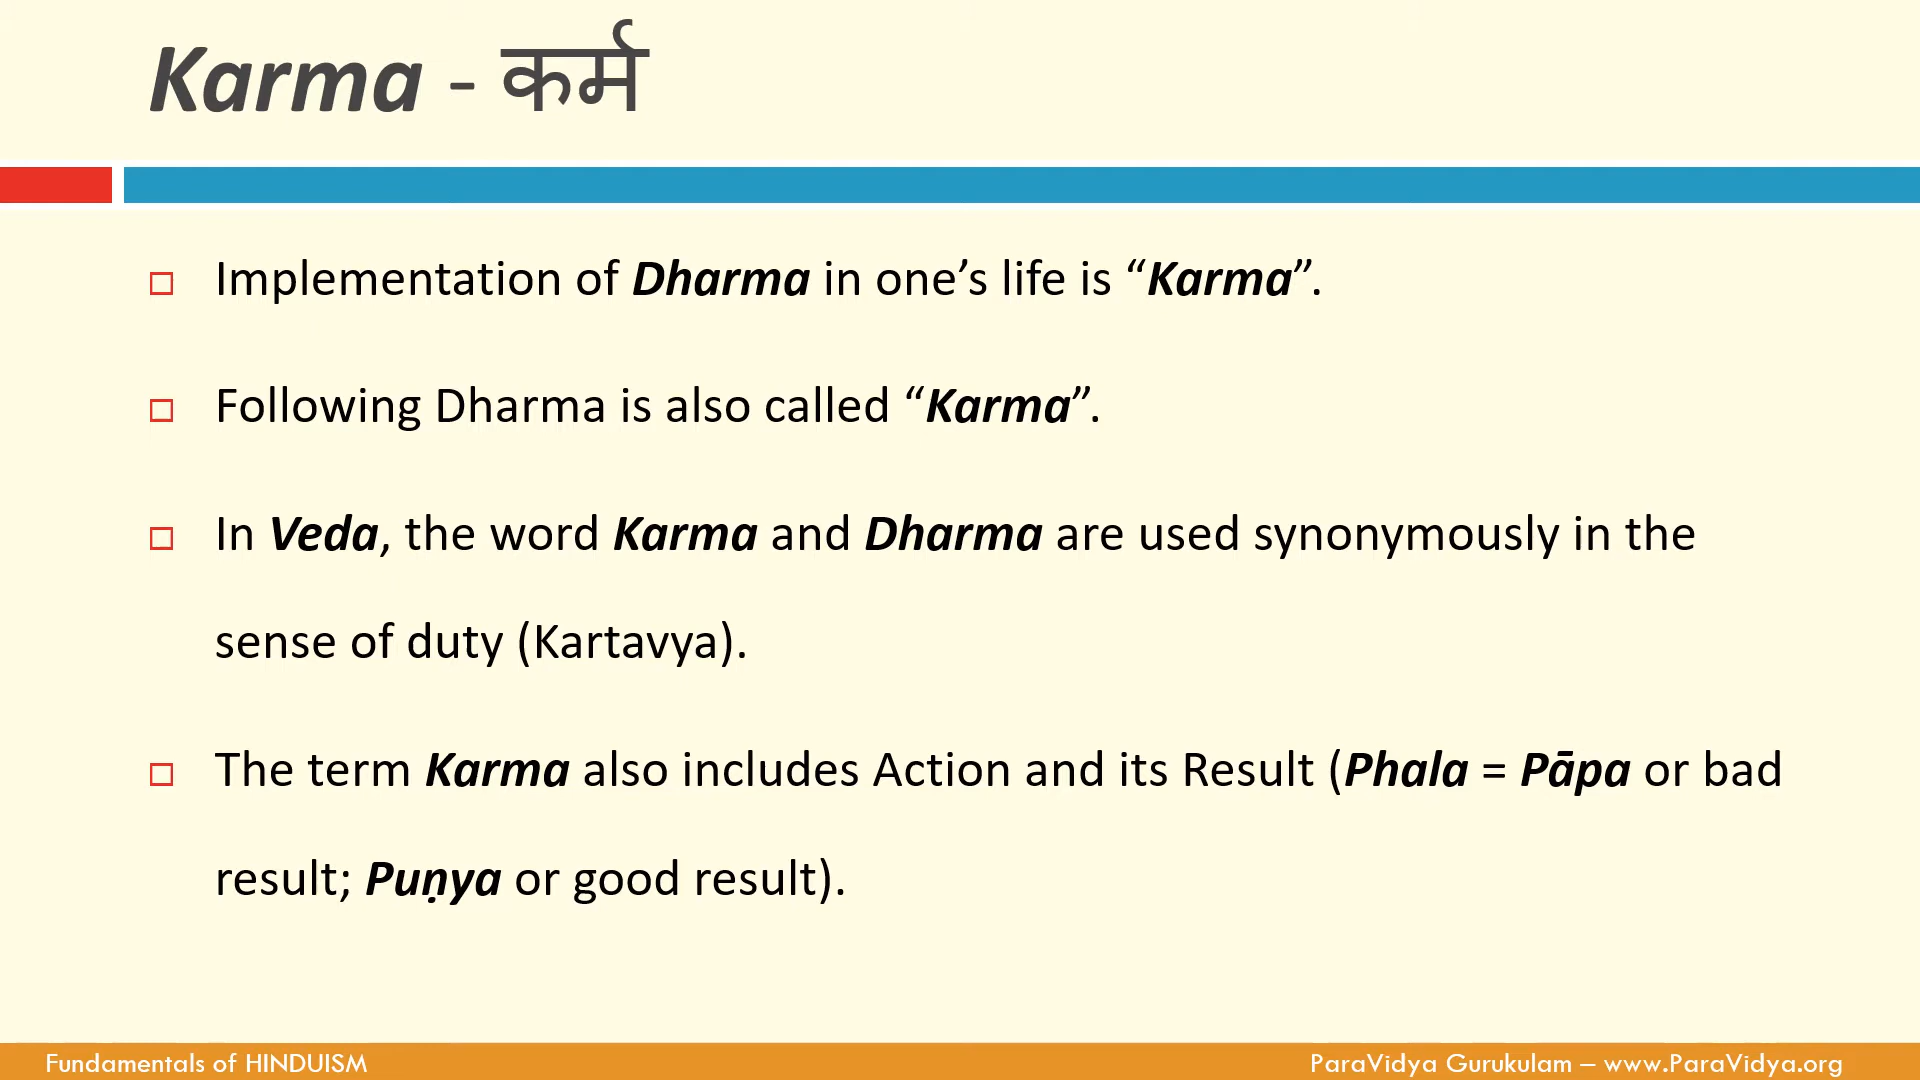 Karma - कर्म
Implementation of Dharma in one’s life is “Karma”.
Following Dharma is also called “Karma”.
In Veda, the word Karma and Dharma are used synonymously in the
sense of duty (Kartavya).
The term Karma also includes Action and its Result (Phala = Pāpa or bad
result; Puṇya or good result).
Fundamentals of HINDUISM
ParaVidya Gurukulam – www.ParaVidya.org